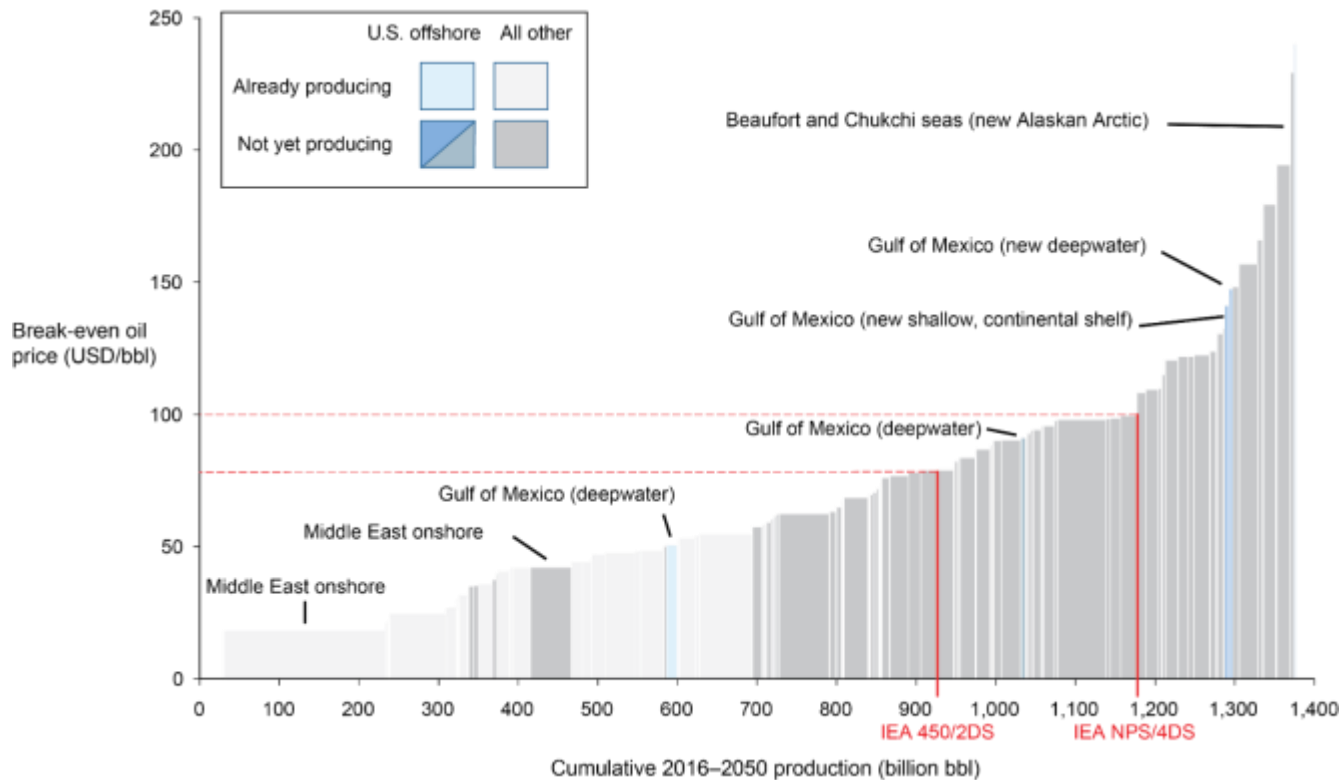 250
U.S. offshore All other
Already producing
Not yet producing
Beaufort and Chukchi seas (new Alaskan Arctic)
200
Gulf of Mexico (new deepwater)
150
Gulf of Mexico (new shallow, continental shelf)
Break-even oil
price (USD/bbl)
100
Gulf of Mexico (deepwater)
Gulf of Mexico (deepwater)
50
Middle East onshore
Middle East onshore
0
0 100 200 300 400 500 600 700 800 900 1,000 1,100 1,200 1,300 1,400
IEA 450/2DS IEA NPS/4DS
Cumulative 2016–2050 production (billion bbl)